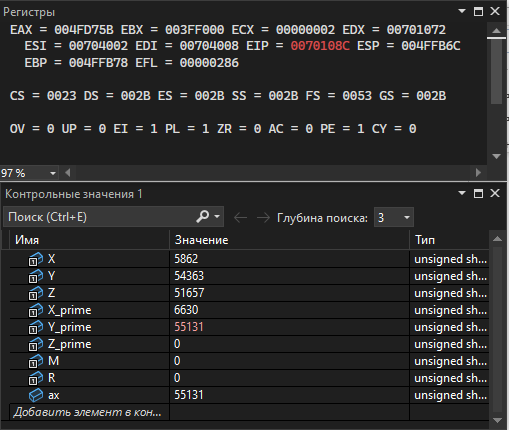 Регистры
EAX = 004FD75B EBX = 003FF000 ECX = 00000002 EDX = 00701072
ESI = 00704002 EDI = 00704008 EIP = 0070108C ESP = 004FFB6C
EBP = 004FFB78 EFL = 00000286
CS = 0023 DS = 002B ES = 002B SS = 002B FS = 0053 GS = 002B
OV = 0 UP = 0 EI = 1 PL = 1 ZR = 0 AC = 0 PE = 1 CY = 0
97 %
Контрольные значения 1
Поиск (Ctrl+E) Глубина поиска: 3
Имя Значение Тип
X 5862 unsigned sh...
Y 54363 unsigned sh...
Z 51657 unsigned sh...
X_prime 6630 unsigned sh...
Y_prime 55131 unsigned sh...
Z_prime 0 unsigned sh...
M 0 unsigned sh...
R 0 unsigned sh...
ax 55131 unsigned sh...
Добавить элемент в кон...